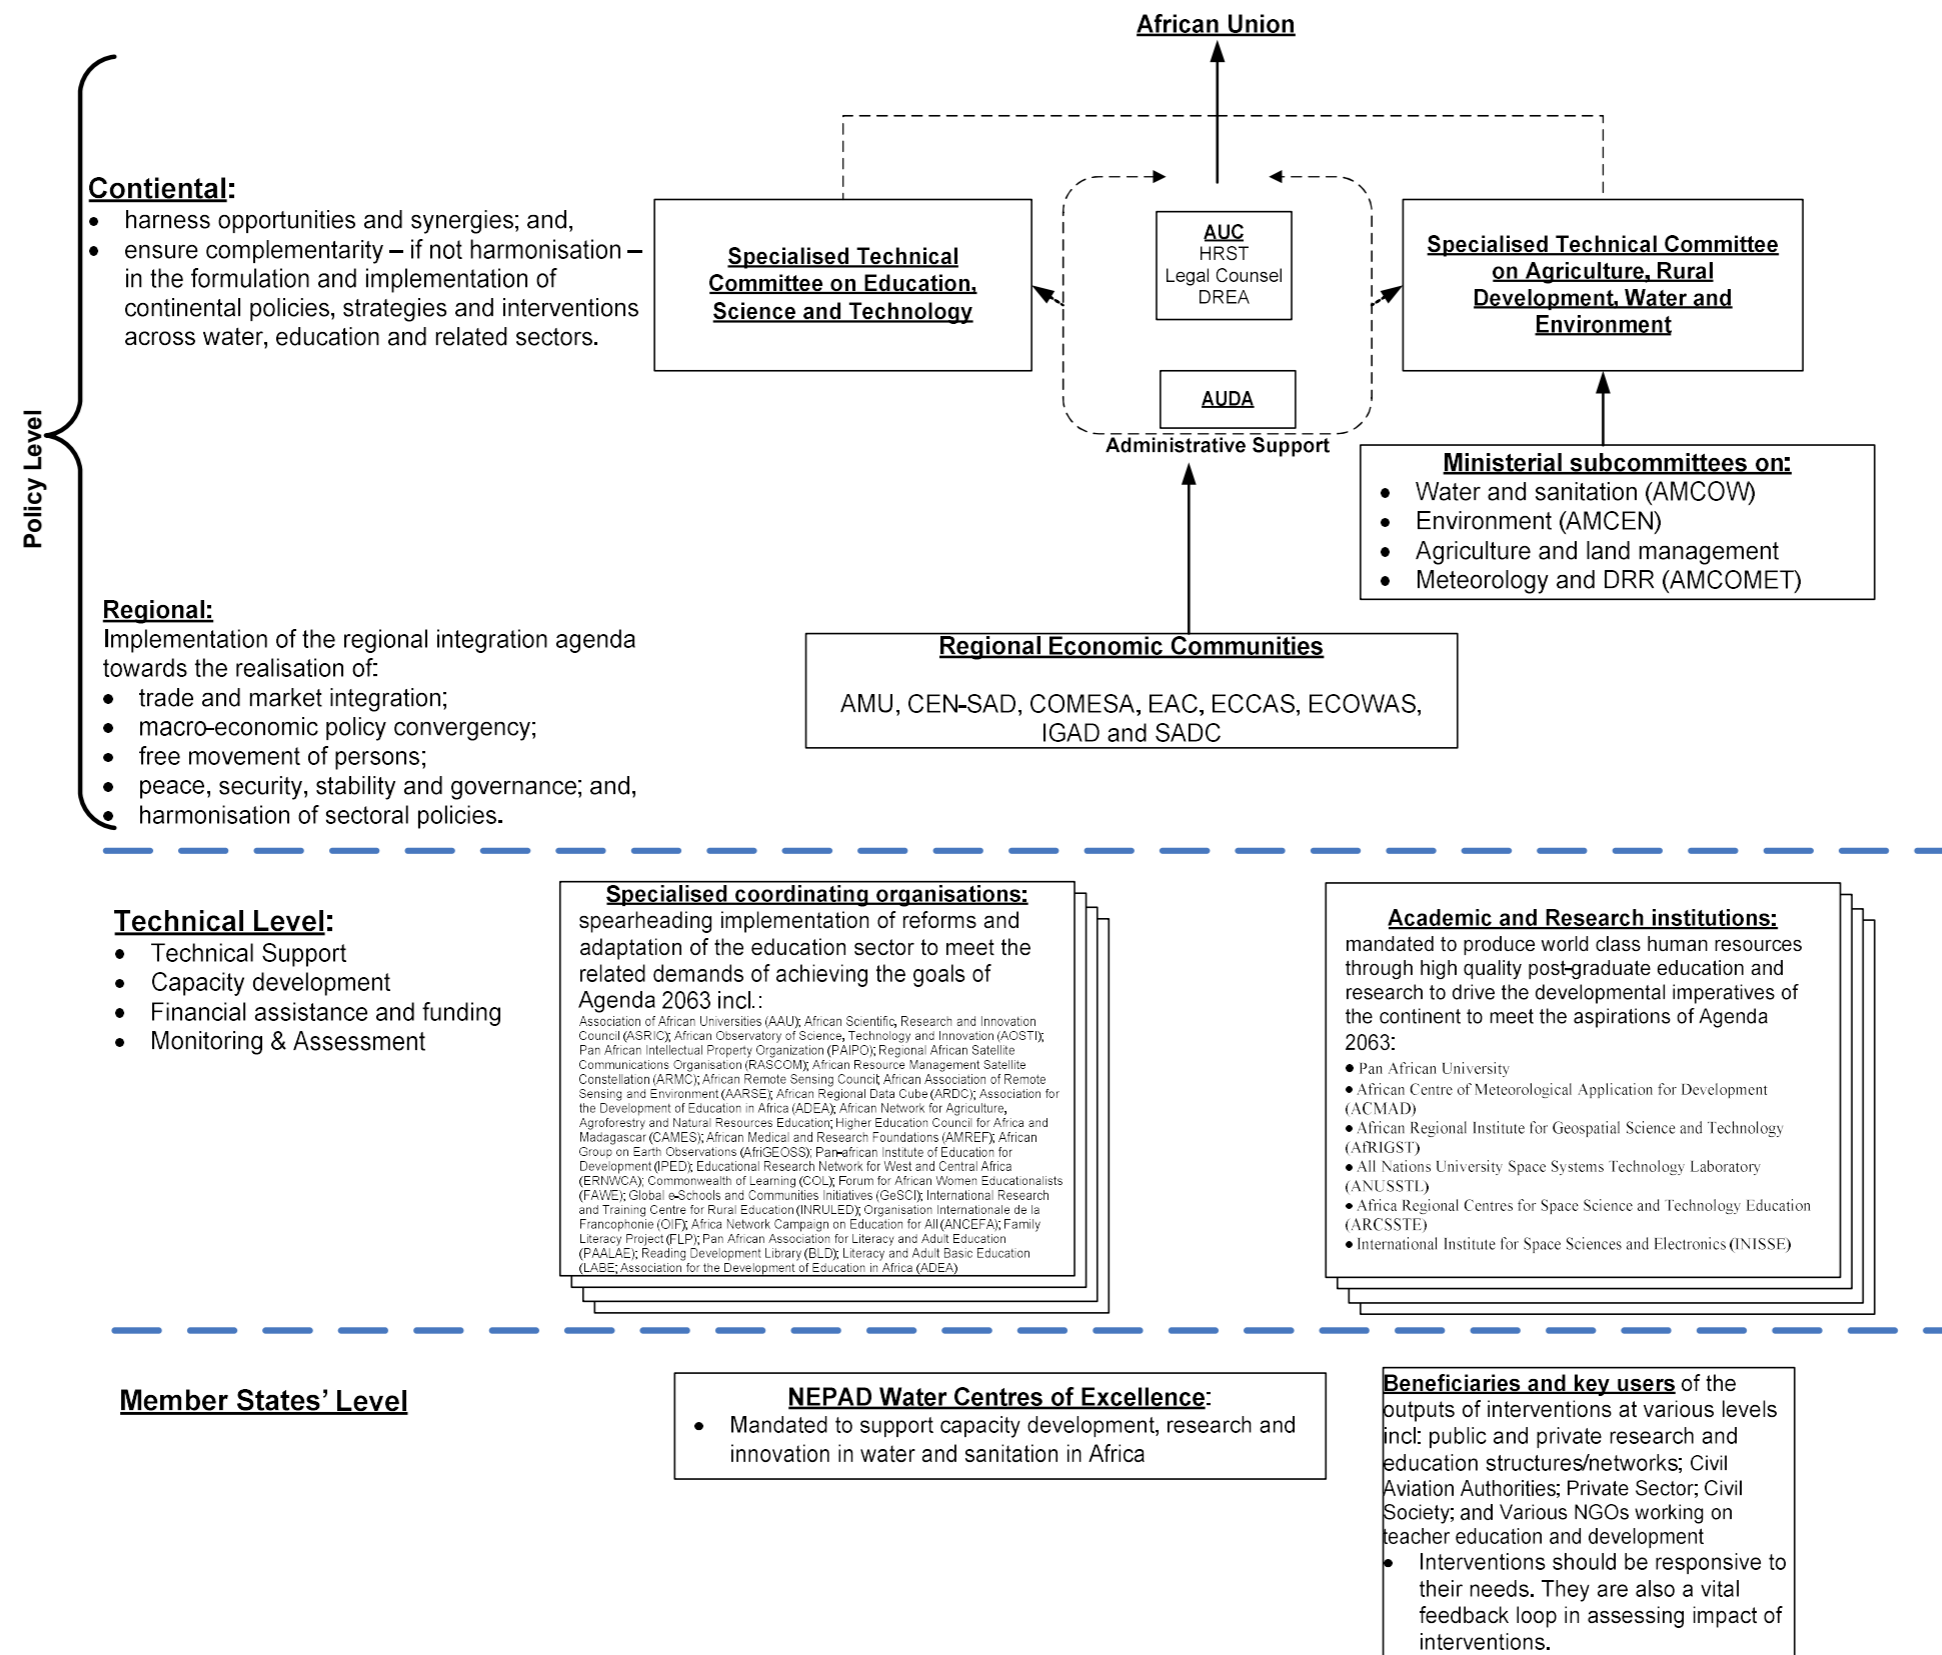 African Union
Policy Level
Contiental:
• harness opportunities and synergies; and,
• ensure complementarity – if not harmonisation –
in the formulation and implementation of
continental policies, strategies and interventions
across water, education and related sectors.
Specialised Technical
Committee on Education,
Science and Technology
AUC
HRST
Legal Counsel
DREA
AUDA
Administrative Support
Specialised Technical Committee
on Agriculture, Rural
Development, Water and
Environment
Ministerial subcommittees on:
• Water and sanitation (AMCOW)
• Environment (AMCEN)
• Agriculture and land management
• Meteorology and DRR (AMCOMET)
Regional:
Implementation of the regional integration agenda
towards the realisation of:
• trade and market integration;
• macro-economic policy convergency;
• free movement of persons;
• peace, security, stability and governance; and,
• harmonisation of sectoral policies.
Regional Economic Communities
AMU, CEN-SAD, COMESA, EAC, ECCAS, ECOWAS,
IGAD and SADC
Technical Level:
• Technical Support
• Capacity development
• Financial assistance and funding
• Monitoring & Assessment
Specialised coordinating organisations:
spearheading implementation of reforms and
adaptation of the education sector to meet the
related demands of achieving the goals of
Agenda 2063 incl.:
Association of African Universities (AAU); African Scientific, Research and Innovation
Council (ASRIC); African Observatory of Science, Technology and Innovation (AOSTI);
Pan African Intellectual Property Organization (PAIPO); Regional African Satellite
Communications Organisation (RASCOM); African Resource Management Satellite
Constellation (ARMC); African Remote Sensing Council; African Association of Remote
Sensing and Environment (AARSE); African Regional Data Cube (ARDC); Association for
the Development of Education in Africa (ADEA); African Network for Agriculture,
Agroforestry and Natural Resources Education; Higher Education Council for Africa and
Madagascar (CAMES); African Medical and Research Foundations (AMREF); African
Group on Earth Observations (AfriGEOSS); Pan-african Institute of Education for
Development (IPED); Educational Research Network for West and Central Africa
(ERNWCA); Commonwealth of Learning (COL); Forum for African Women Educationalists
(FAWE); Global e-Schools and Communities Initiatives (GeSCI); International Research
and Training Centre for Rural Education (INRULED); Organisation Internationale de la
Francophonie (OIF); Africa Network Campaign on Education for All (ANCEFA); Family
Literacy Project (FLP); Pan African Association for Literacy and Adult Education
(PAALAE); Reading Development Library (BLD); Literacy and Adult Basic Education
(LABE; Association for the Development of Education in Africa (ADEA)
Academic and Research institutions:
mandated to produce world class human resources
through high quality post-graduate education and
research to drive the developmental imperatives of
the continent to meet the aspirations of Agenda
2063:
• Pan African University
• African Centre of Meteorological Application for Development
(ACMAD)
• African Regional Institute for Geospatial Science and Technology
(AfRIGST)
• All Nations University Space Systems Technology Laboratory
(ANUSSTL)
• Africa Regional Centres for Space Science and Technology Education
(ARCSSTE)
• International Institute for Space Sciences and Electronics (INISSE)
Member States’ Level
NEPAD Water Centres of Excellence:
• Mandated to support capacity development, research and
innovation in water and sanitation in Africa
Beneficiaries and key users of the
outputs of interventions at various levels
incl: public and private research and
education structures/networks; Civil
Aviation Authorities; Private Sector; Civil
Society; and Various NGOs working on
teacher education and development
• Interventions should be responsive to
their needs. They are also a vital
feedback loop in assessing impact of
interventions.